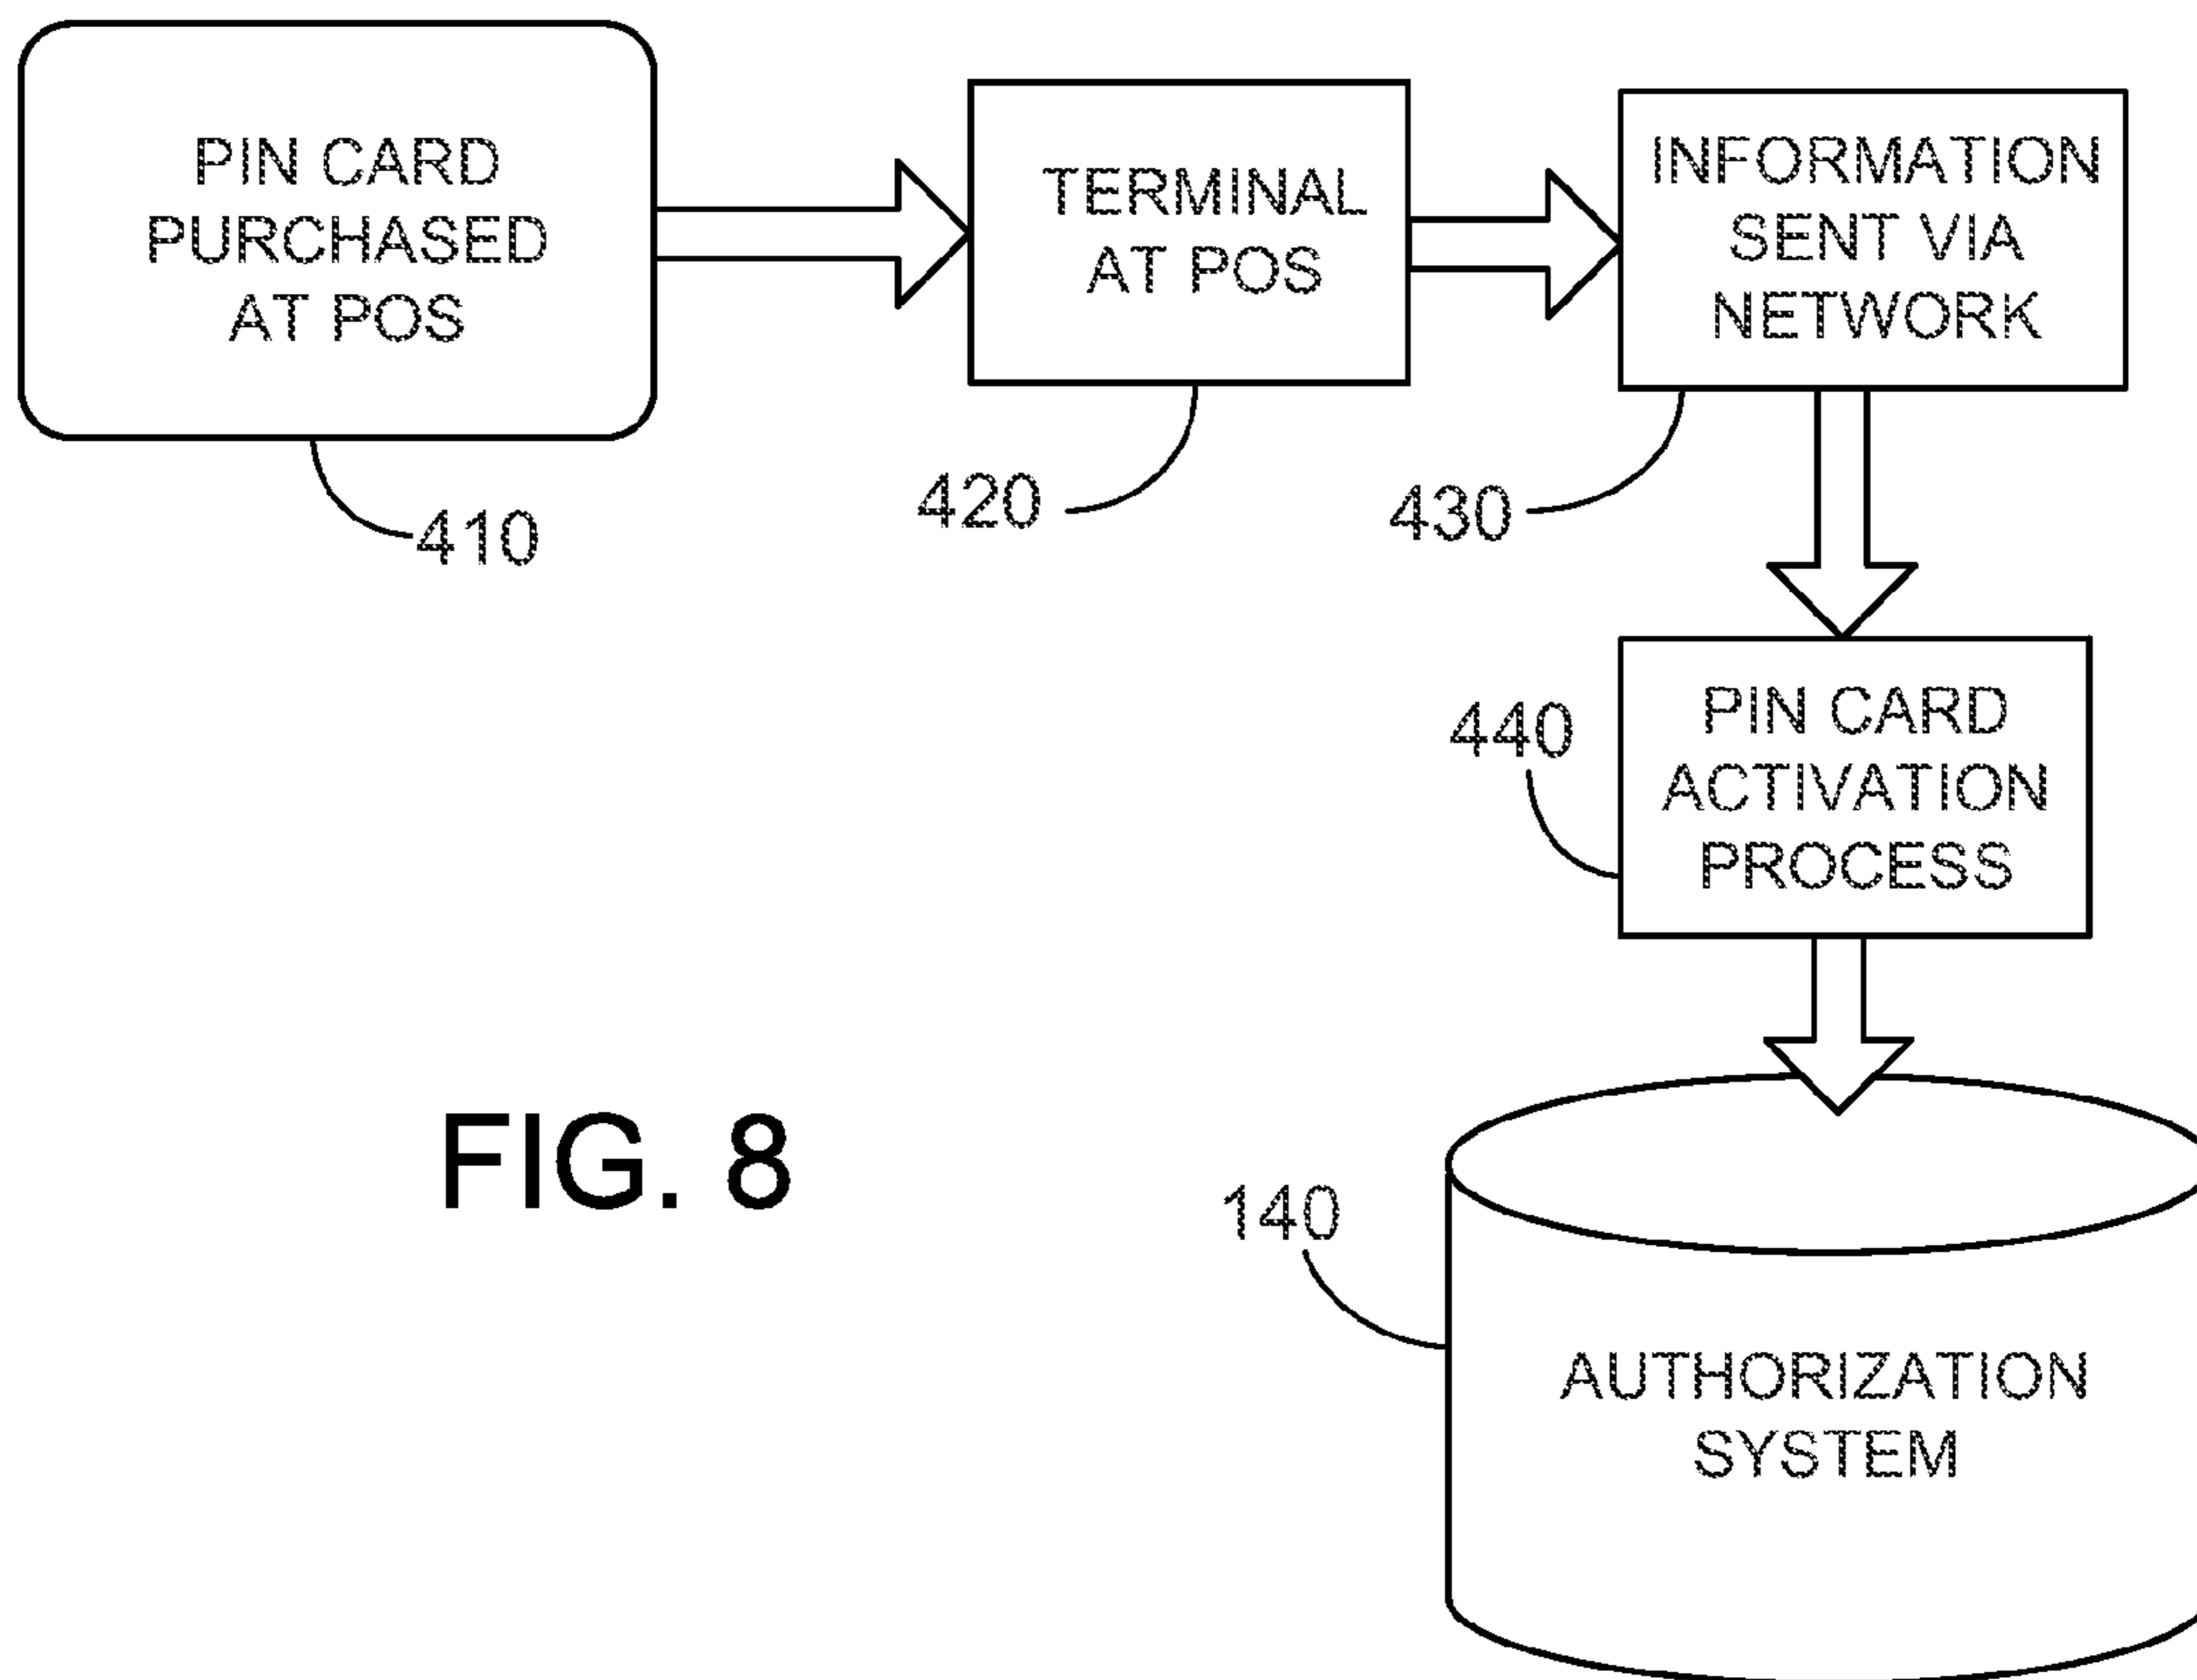 PIN CARD
PURCHASED
AT POS
TERMINAL
AT POS
INFORMATION
SENT VIA
NETWORK
410
420
430
440
PIN CARD
ACTIVATION
PROCESS
FIG. 8
140
AUTHORIZATION
SYSTEM